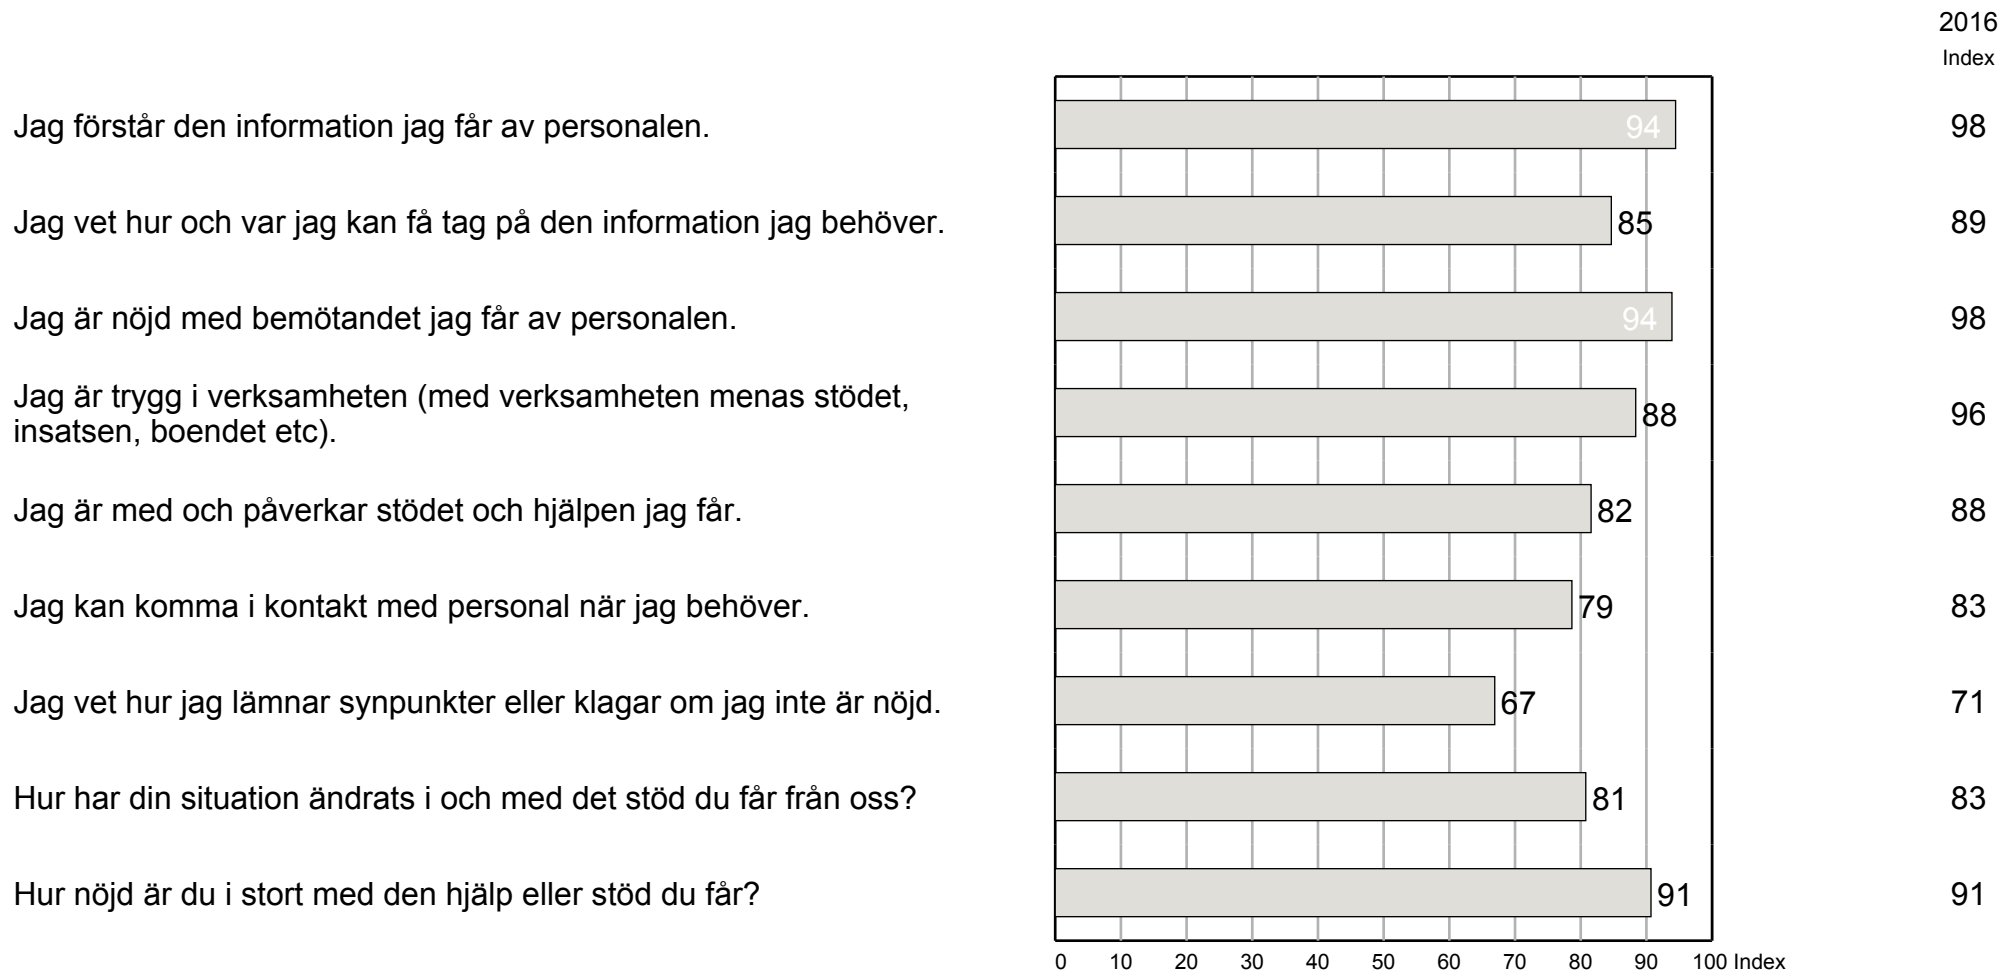 2016
Index
Jag förstår den information jag får av personalen. 94 98
Jag vet hur och var jag kan få tag på den information jag behöver. 85 89
Jag är nöjd med bemötandet jag får av personalen. 94 98
Jag är trygg i verksamheten (med verksamheten menas stödet,
insatsen, boendet etc). 88 96
Jag är med och påverkar stödet och hjälpen jag får. 82 88
Jag kan komma i kontakt med personal när jag behöver. 79 83
Jag vet hur jag lämnar synpunkter eller klagar om jag inte är nöjd. 67 71
Hur har din situation ändrats i och med det stöd du får från oss? 81 83
Hur nöjd är du i stort med den hjälp eller stöd du får? 91 91
0 10 20 30 40 50 60 70 80 90 100 Index